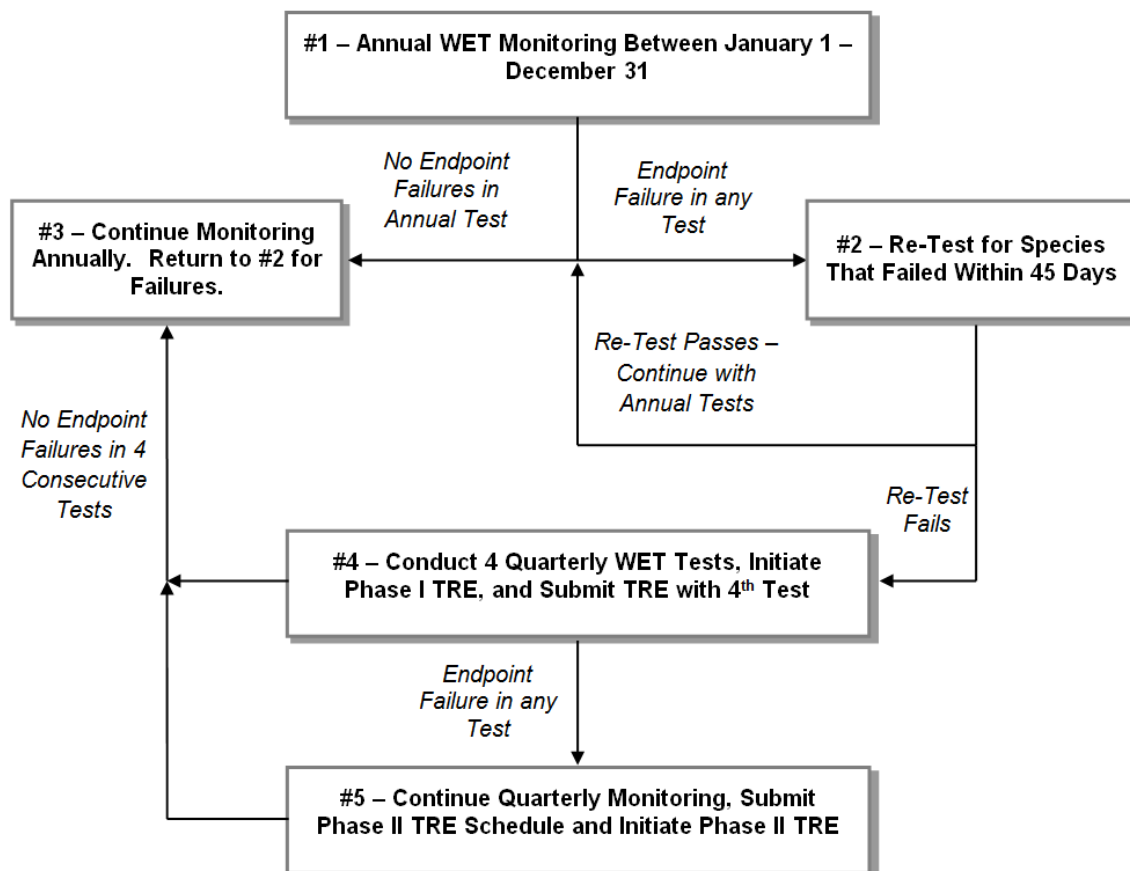 #1 – Annual WET Monitoring Between January 1 –
December 31
No Endpoint
Failures in
Annual Test
Endpoint
Failure in any
Test
#3 – Continue Monitoring
Annually.  Return to #2 for
Failures.
#2 – Re-Test for Species
That Failed Within 45 Days
Re-Test Passes –
Continue with
Annual Tests
No Endpoint
Failures in 4
Consecutive
Tests
Re-Test
Fails
#4 – Conduct 4 Quarterly WET Tests, Initiate
Phase I TRE, and Submit TRE with 4th Test
Endpoint
Failure in any
Test
#5 – Continue Quarterly Monitoring, Submit
Phase II TRE Schedule and Initiate Phase II TRE